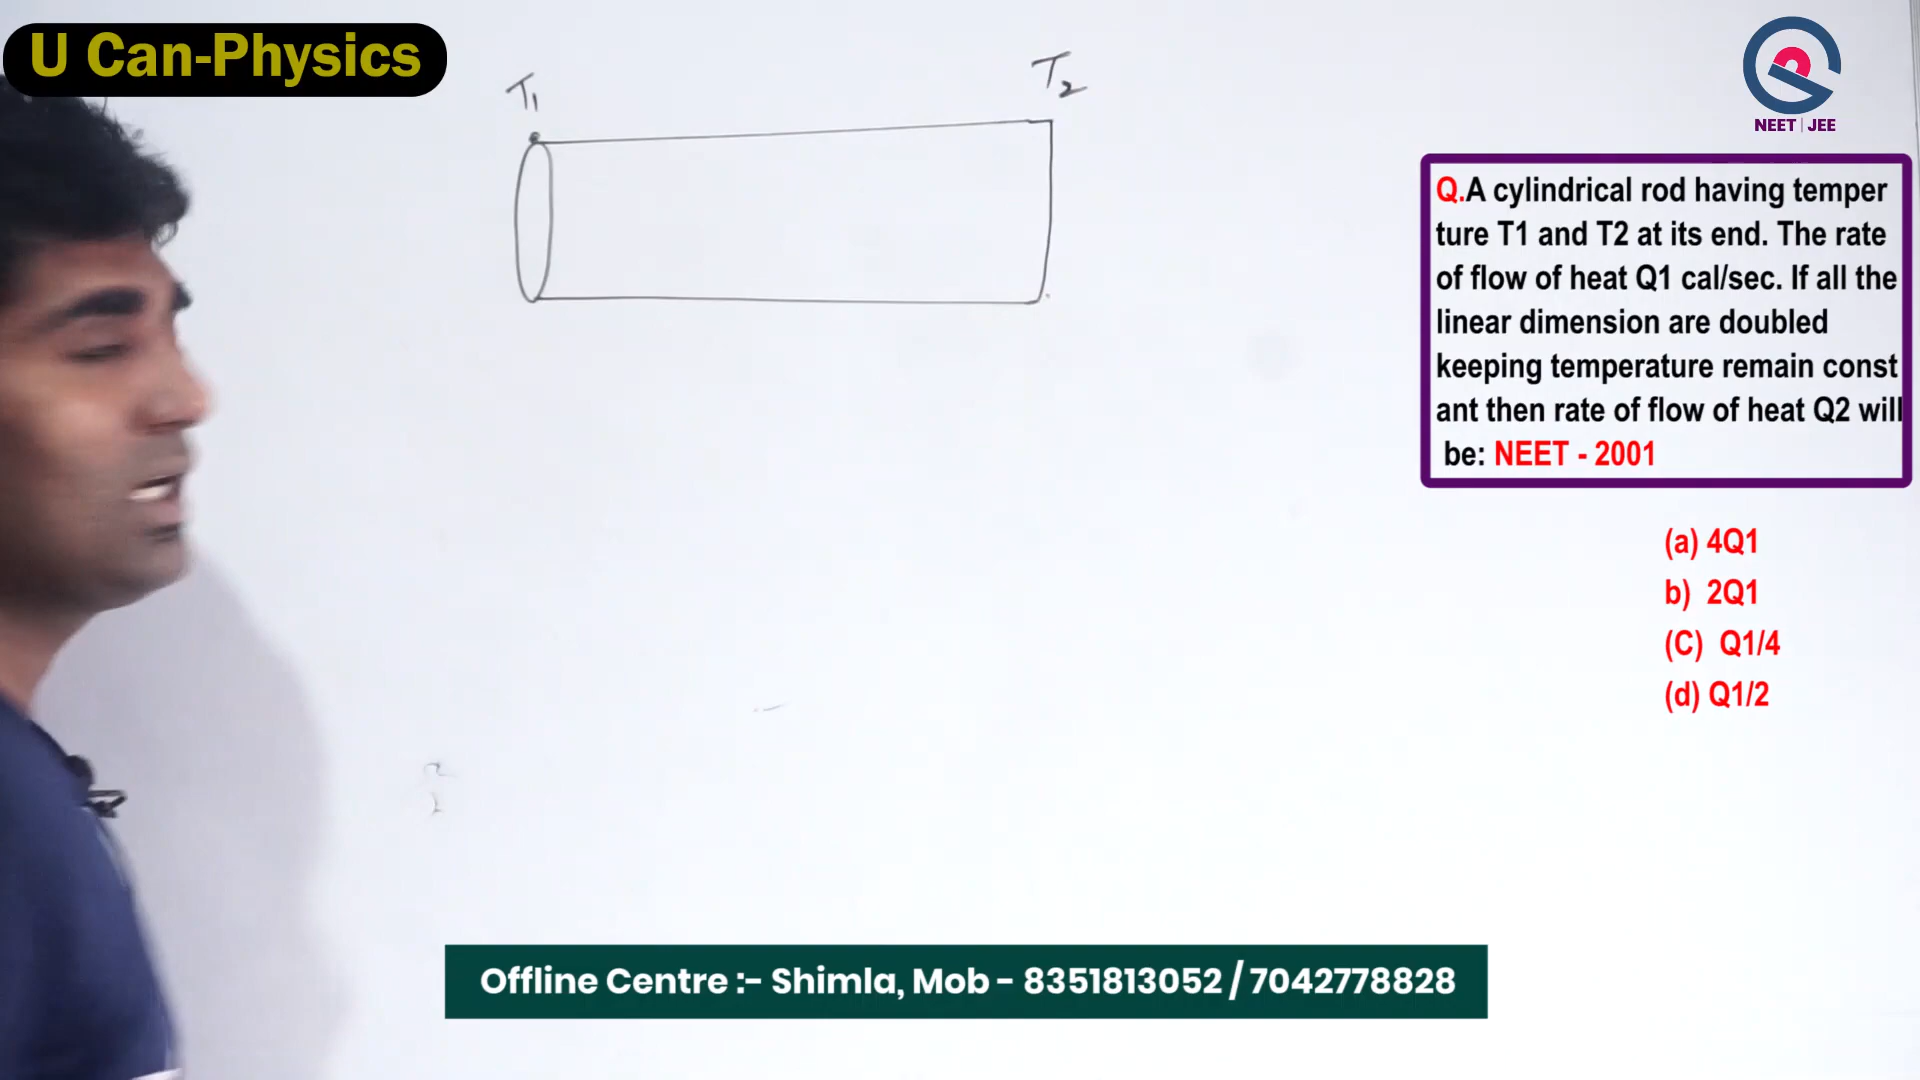 U Can-Physics
T1
T2
NEET | JEE
Q.A cylindrical rod having temper
ture T1 and T2 at its end. The rate
of flow of heat Q1 cal/sec. If all the
linear dimension are doubled
keeping temperature remain const
ant then rate of flow of heat Q2 will
be: NEET - 2001
(a) 4Q1
b) 2Q1
(C) Q1/4
(d) Q1/2
Offline Centre :- Shimla, Mob - 8351813052 / 7042778828